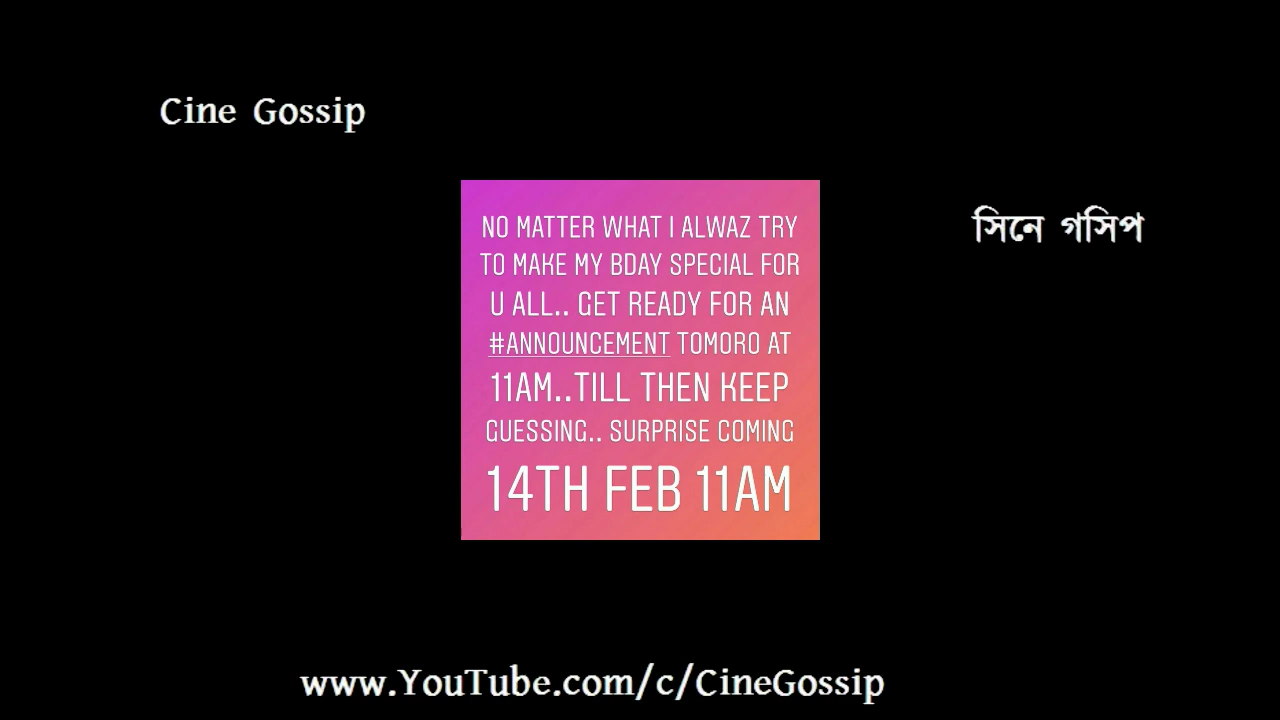 Cine Gossip
সিনে গসিপ
NO MATTER WHAT I ALWAZ TRY
TO MAKE MY BDAY SPECIAL FOR
U ALL.. GET READY FOR AN
#ANNOUNCEMENT TOMORO AT
11AM..TILL THEN KEEP
GUESSING.. SURPRISE COMING
14TH FEB 11AM
www.YouTube.com/c/CineGossip